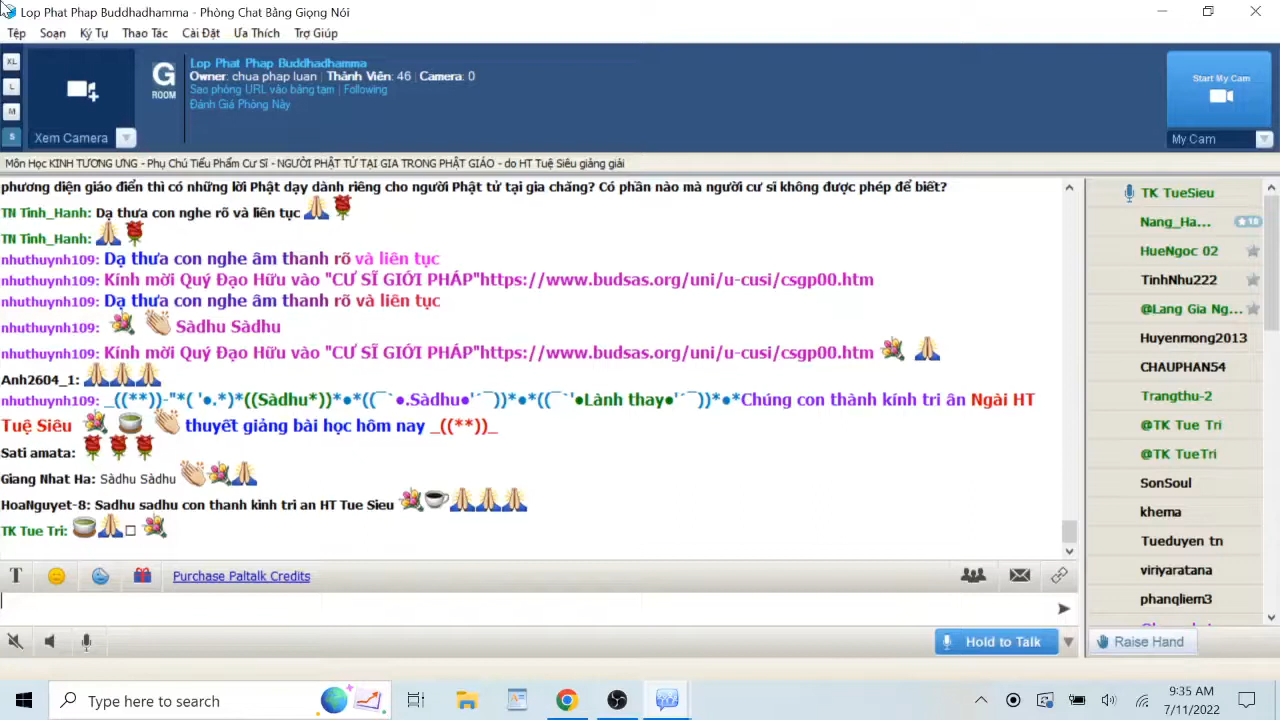 Lop Phat Phap Buddhadhamma - Phòng Chat Bằng Giọng Nói
Tệp Soạn Ký Tự Thao Tác Cài Đặt Ưa Thích Trợ Giúp
XL
L
M
S
Xem Camera
G
ROOM
Lop Phat Phap Buddhadhamma
Owner: chua phap luan | Thành Viên: 46 | Camera: 0
Sao phỏng URL vào bảng tạm | Following
Đánh Giá Phòng Này
Start My Cam
My Cam
Môn Học KINH TƯƠNG ƯNG - Phụ Chú Tiểu Phẩm Cư Sĩ - NGƯỜI PHẬT TỬ TẠI GIA TRONG PHẬT GIÁO - do HT Tuệ Siêu giảng giải
phương diện giáo điển thì có những lời Phật dạy dành riêng cho người Phật tử tại gia chăng? Có phần nào mà người cư sĩ không được phép để biết?
TN Tinh_Hanh: Dạ thưa con nghe rõ và liên tục 🙏🌹
TN Tinh_Hanh: 🙏🌹
nhuthuynh109: Dạ thưa con nghe âm thanh rõ và liên tục
nhuthuynh109: Kính mời Quý Đạo Hữu vào "CƯ SĨ GIỚI PHÁP"https://www.budsas.org/uni/u-cusi/csgp00.htm
nhuthuynh109: Dạ thưa con nghe âm thanh rõ và liên tục
nhuthuynh109: 💐 👏 Sàdhu Sàdhu
nhuthuynh109: Kính mời Quý Đạo Hữu vào "CƯ SĨ GIỚI PHÁP"https://www.budsas.org/uni/u-cusi/csgp00.htm 💐 🙏
Anh2604_1: 🙏🙏🙏
nhuthuynh109: _((**))-"*( '●.*)*((Sàdhu*))*●*((¯`●.Sàdhu●'´¯))*●*((¯`'●Lành thay●'´¯))*●*Chúng con thành kính tri ân Ngài HT
Tuệ Siêu 💐 🍵 👏 thuyết giảng bài học hôm nay _((**))_
Sati amata: 🌹🌹🌹
Giang Nhat Ha: Sàdhu Sàdhu 👏💐🙏
HoaNguyet-8: Sadhu sadhu con thanh kinh tri an HT Tue Sieu 💐☕🙏🙏🙏
TK Tue Tri: 🍵🙏□ 💐
TK TueSieu
Nang_Ha... 18
HueNgoc 02
TinhNhu222
@Lang Gia Ng...
Huyenmong2013
CHAUPHAN54
Trangthu-2
@TK Tue Tri
@TK TueTri
SonSoul
khema
Tueduyen tn
viriyaratana
phanqliem3
T Purchase Paltalk Credits
Hold to Talk
Raise Hand
Type here to search
9:35 AM
7/11/2022